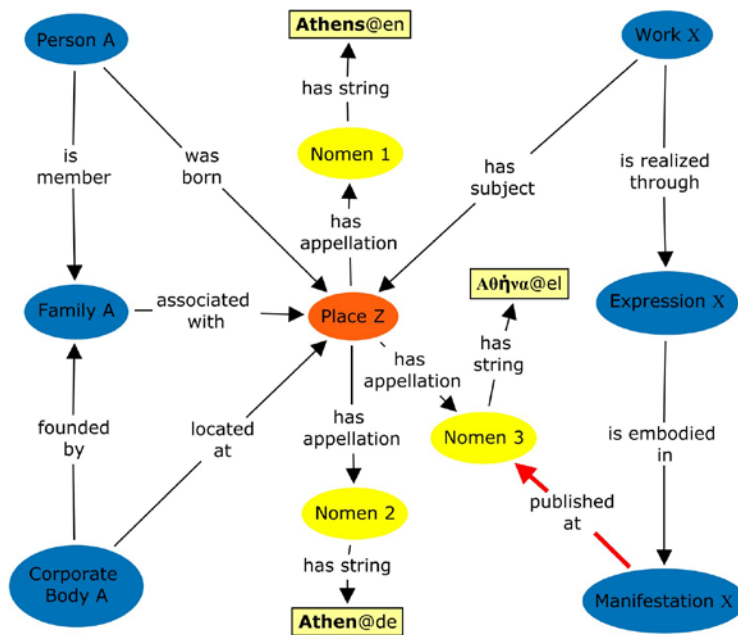 Athens@en
Person A
Work X
has string
Nomen 1
is
member
was
born
has
subject
is realized
through
has
appellation
Αθήνα@el
Family A
associated
with
Place Z
Expression X
has
string
has
appellation
has
appellation
founded
by
located
at
Nomen 3
is embodied
in
published
at
Nomen 2
has string
Corporate
Body A
Manifestation X
Athen@de